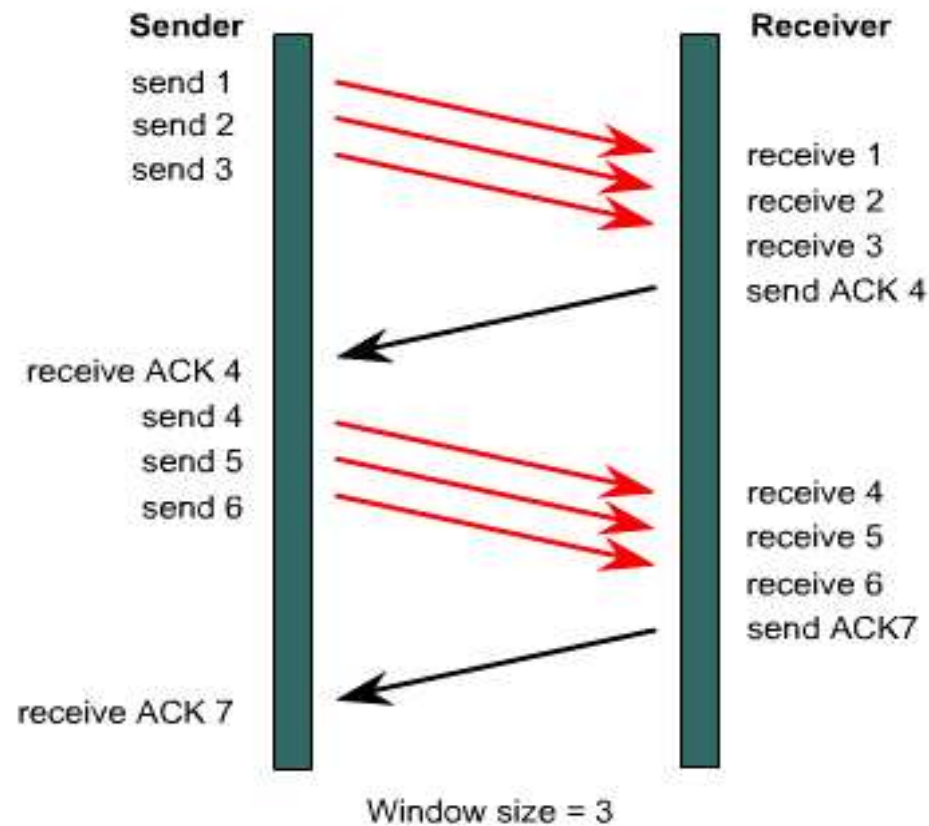 Sender
Receiver
send 1
send 2
send 3
receive 1
receive 2
receive 3
send ACK 4
receive ACK 4
send 4
send 5
send 6
receive 4
receive 5
receive 6
send ACK7
receive ACK 7
Window size = 3